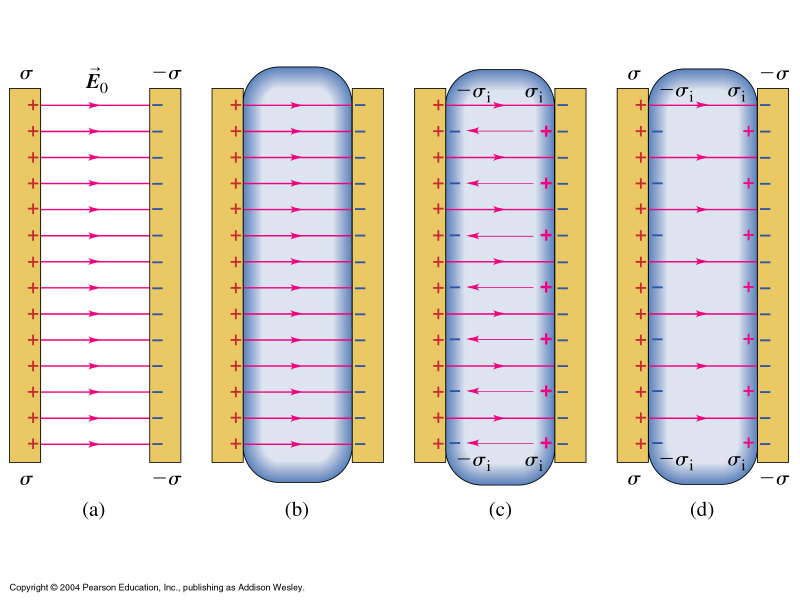 σ E⃗₀ −σ
−σᵢ σᵢ
σ −σᵢ σᵢ −σ
σ −σ
−σᵢ σᵢ
σ −σᵢ σᵢ −σ
(a) (b) (c) (d)
Copyright © 2004 Pearson Education, Inc., publishing as Addison Wesley.